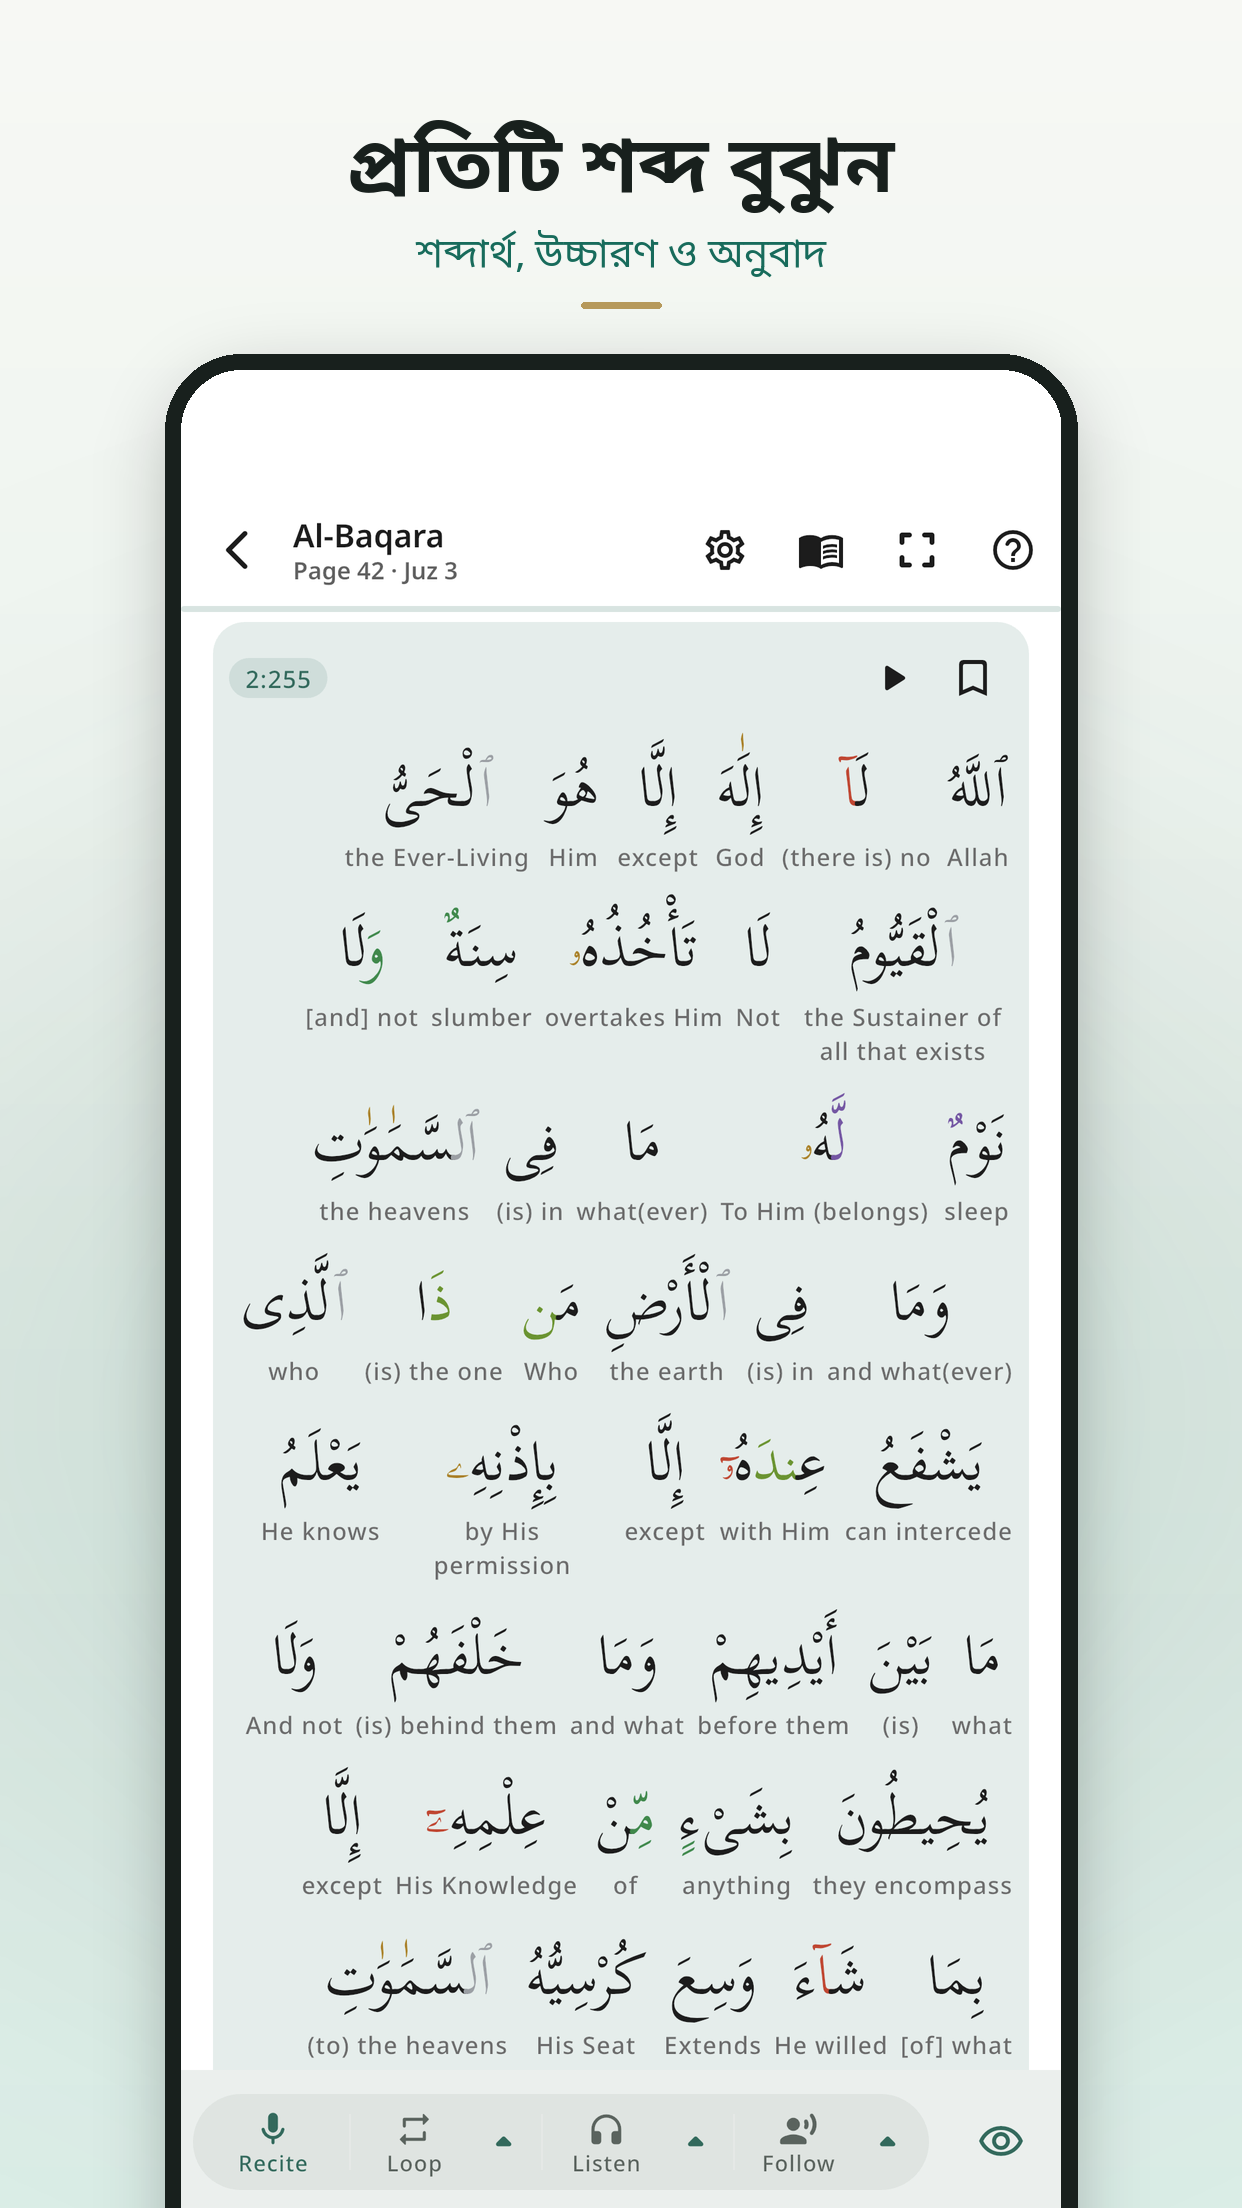 প্রতিটি শব্দ বুঝুন
শব্দার্থ, উচ্চারণ ও অনুবাদ
Al-Baqara
Page 42 · Juz 3
2:255
ٱللَّهُ لَآ إِلَٰهَ إِلَّا هُوَ ٱلْحَىُّ
the Ever-Living Him except God (there is) no Allah
ٱلْقَيُّومُ لَا تَأْخُذُهُۥ سِنَةٌ وَلَا
[and] not slumber overtakes Him Not the Sustainer of
all that exists
نَوْمٌ لَّهُۥ مَا فِى ٱلسَّمَٰوَٰتِ
the heavens (is) in what(ever) To Him (belongs) sleep
وَمَا فِى ٱلْأَرْضِ مَن ذَا ٱلَّذِى
who (is) the one Who the earth (is) in and what(ever)
يَشْفَعُ عِندَهُۥٓ إِلَّا بِإِذْنِهِۦ يَعْلَمُ
He knows by His except with Him can intercede
permission
مَا بَيْنَ أَيْدِيهِمْ وَمَا خَلْفَهُمْ وَلَا
And not (is) behind them and what before them (is) what
يُحِيطُونَ بِشَىْءٍ مِّنْ عِلْمِهِۦٓ إِلَّا
except His Knowledge of anything they encompass
بِمَا شَآءَ وَسِعَ كُرْسِيُّهُ ٱلسَّمَٰوَٰتِ
(to) the heavens His Seat Extends He willed [of] what
Recite Loop Listen Follow